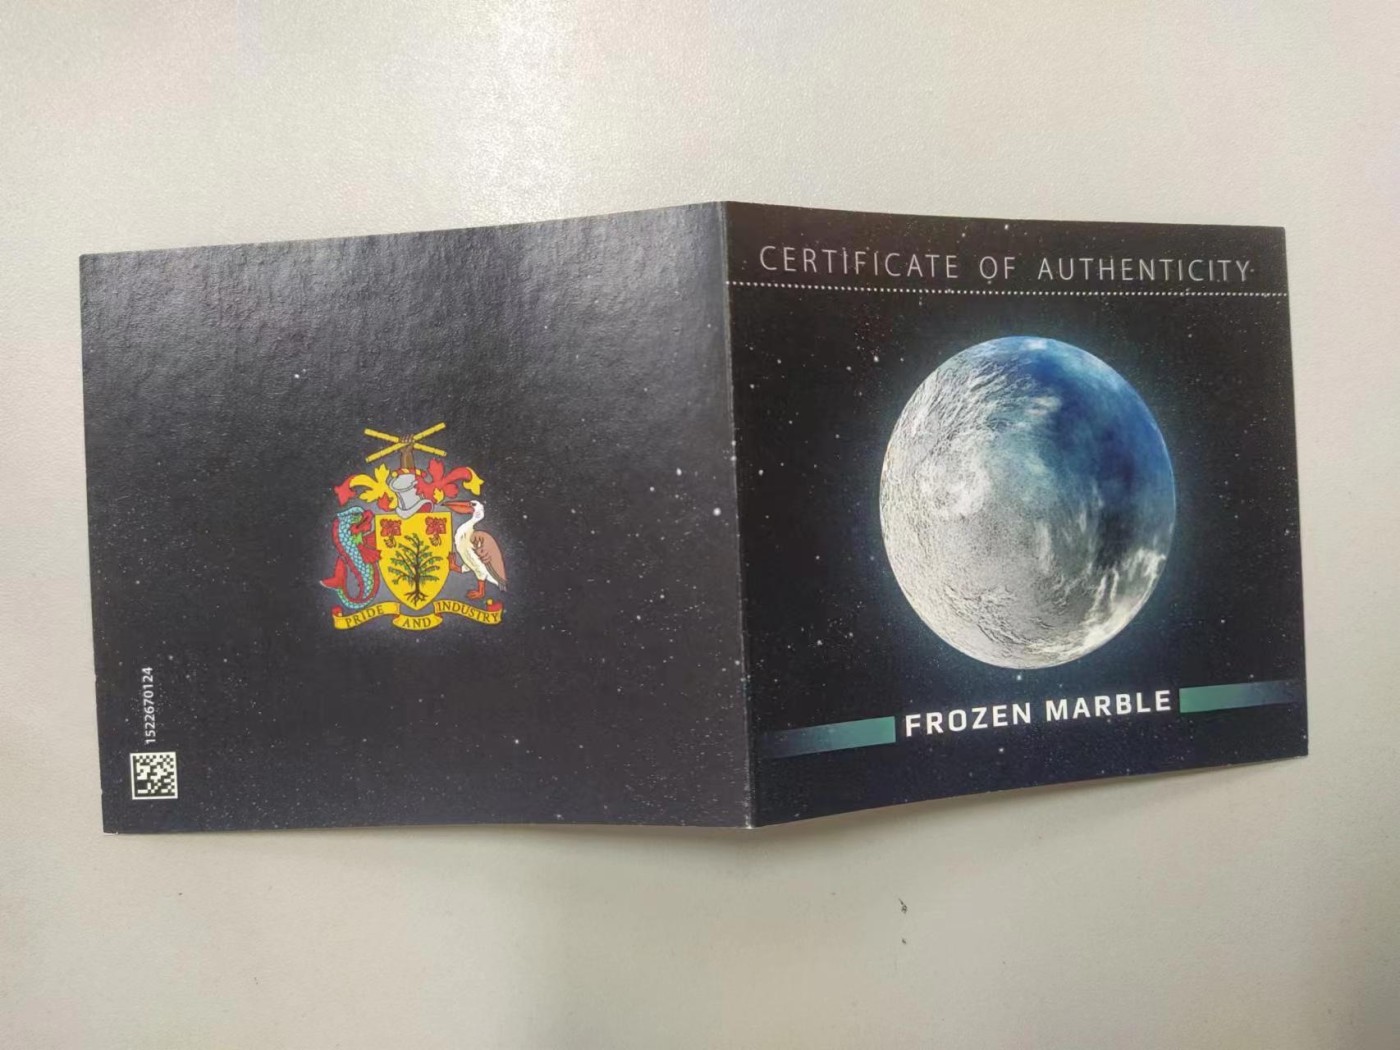 PRIDE AND INDUSTRY
1522670124
CERTIFICATE OF AUTHENTICITY
FROZEN MARBLE